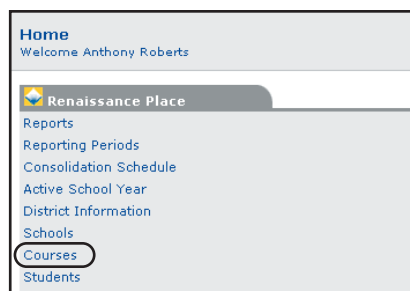 Home
Welcome Anthony Roberts
Renaissance Place
Reports
Reporting Periods
Consolidation Schedule
Active School Year
District Information
Schools
Courses
Students